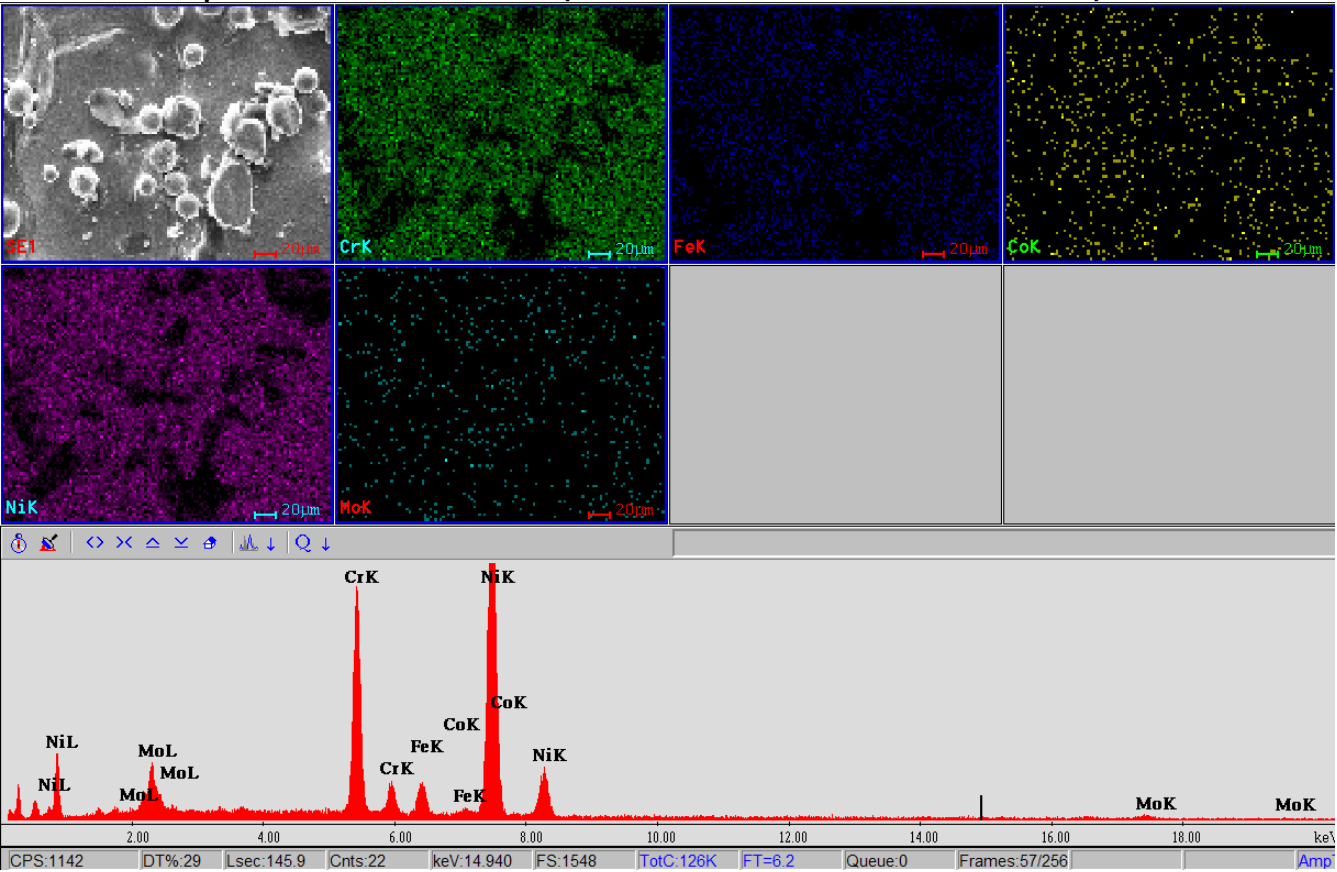 SE1 20µm
CrK 20µm
FeK 20µm
CoK 20µm
NiK 20µm
MoK 20µm
Q
CrK NiK
CoK
CoK
NiL MoL FeK NiK
MoL CrK
NiL MoL FeK MoK MoK
2.00 4.00 6.00 8.00 10.00 12.00 14.00 16.00 18.00 keV
CPS:1142 DT%:29 Lsec:145.9 Cnts:22 keV:14.940 FS:1548 TotC:126K FT=6.2 Queue:0 Frames:57/256